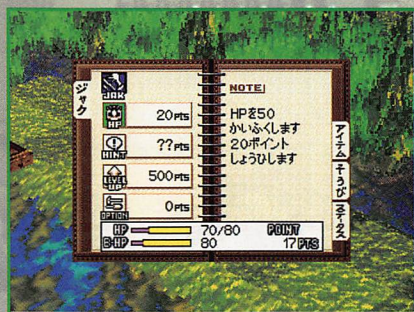 ジャク
JAK
HP
20PTS
HINT
??PTS
LEVEL UP
500PTS
OPTION
0PTS
NOTE
HPを50
かいふくします
20ポイント
しょうひします
アイテム
そうび
ステイタス
HP 70/80 POINT
E・HP 80 17PTS